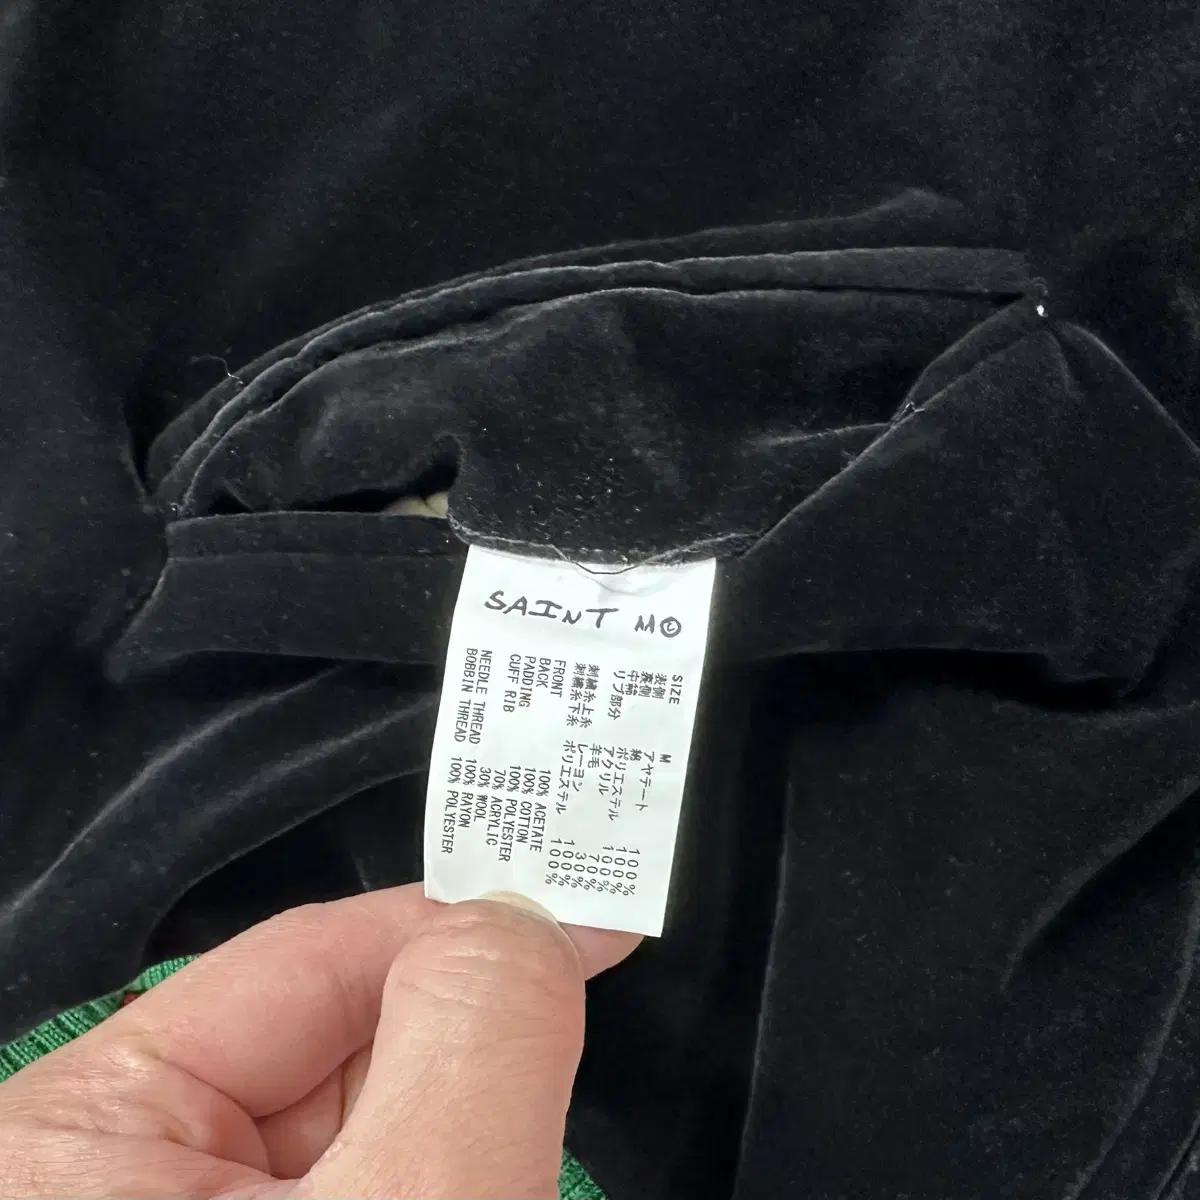 SAINT M©
SIZE M
表側 アセテート 100%
裏側 綿 100%
中綿 ポリエステル 100%
リブ部分 アクリル 70%
羊毛 30%
刺繍糸上糸 レーヨン 100%
刺繍糸下糸 ポリエステル 100%
FRONT 100% ACETATE
BACK 100% COTTON
PADDING 100% POLYESTER
CUFF RIB 70% ACRYLIC
30% WOOL
NEEDLE THREAD 100% RAYON
BOBBIN THREAD 100% POLYESTER